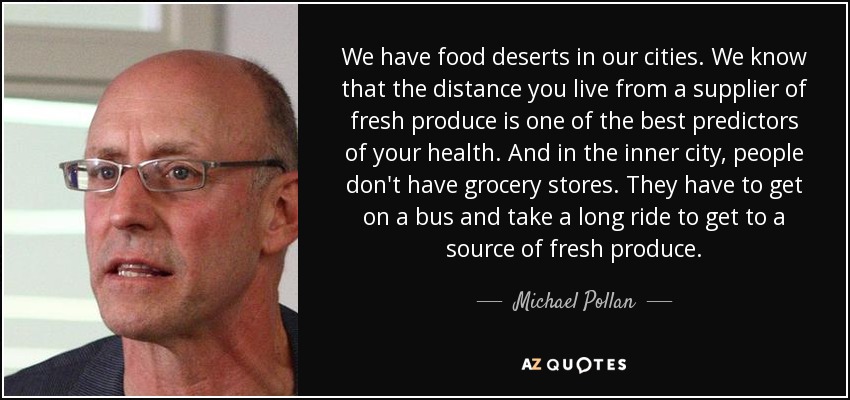 We have food deserts in our cities. We know
that the distance you live from a supplier of
fresh produce is one of the best predictors
of your health. And in the inner city, people
don't have grocery stores. They have to get
on a bus and take a long ride to get to a
source of fresh produce.
Michael Pollan
AZ QUOTES